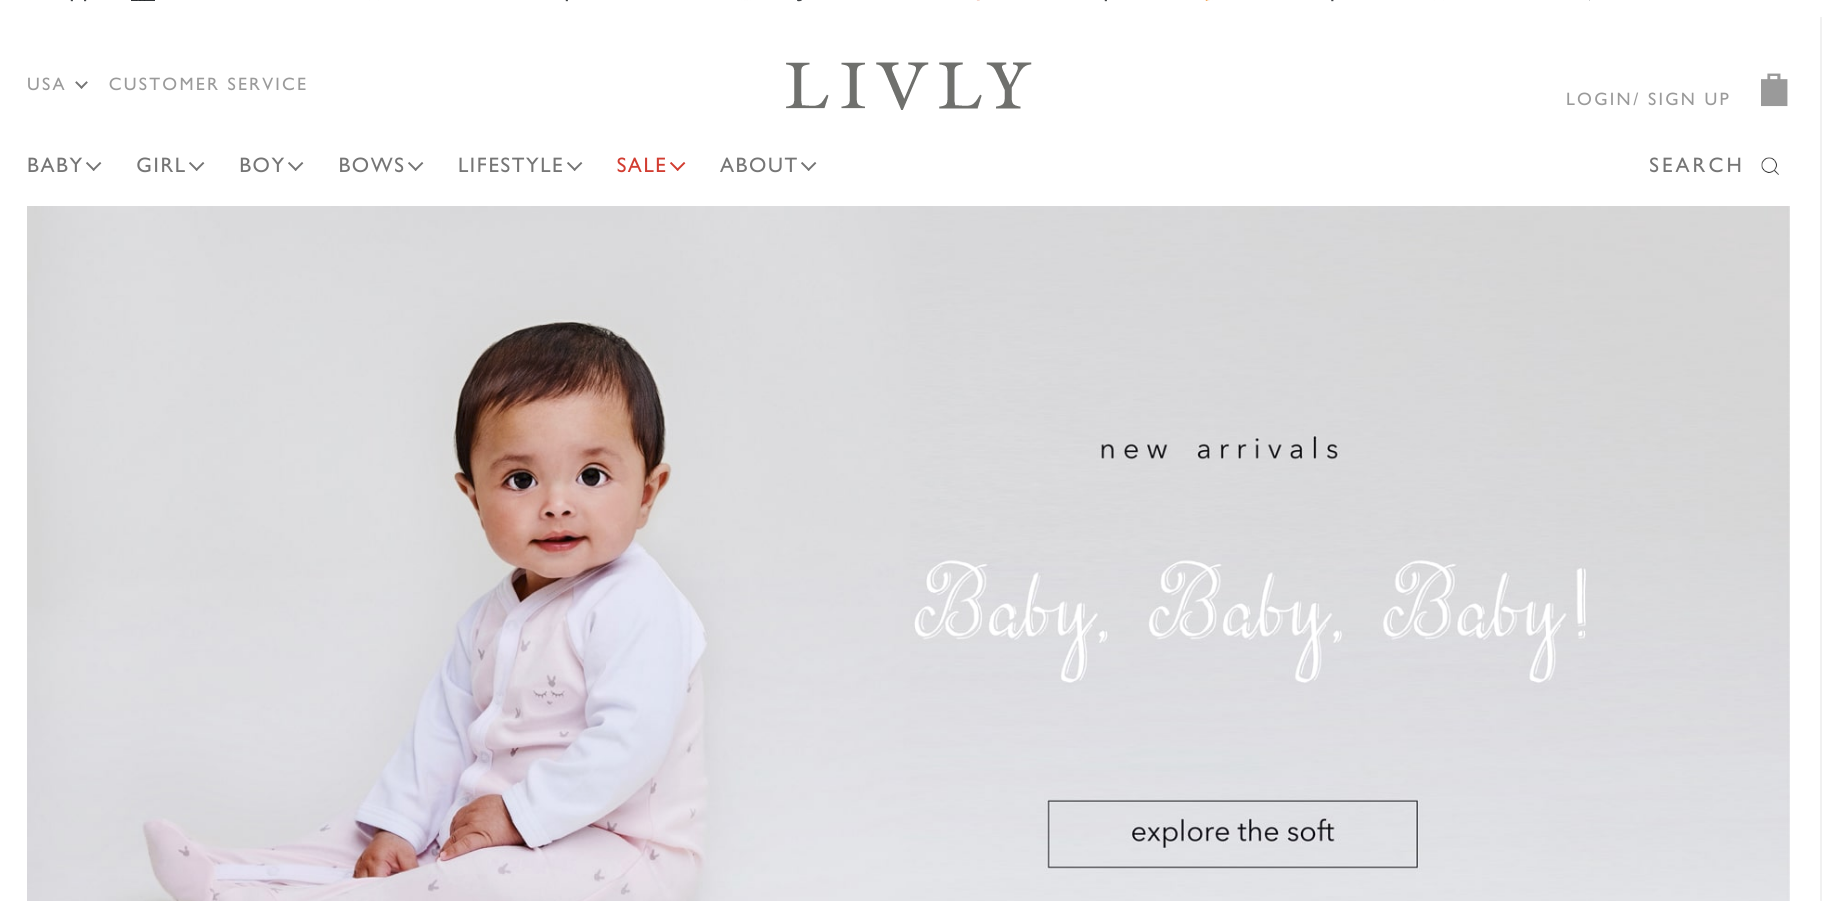 USA CUSTOMER SERVICE
LIVLY
LOGIN/ SIGN UP
BABY GIRL BOY BOWS LIFESTYLE SALE ABOUT
SEARCH
new arrivals
Baby, Baby, Baby!
explore the soft